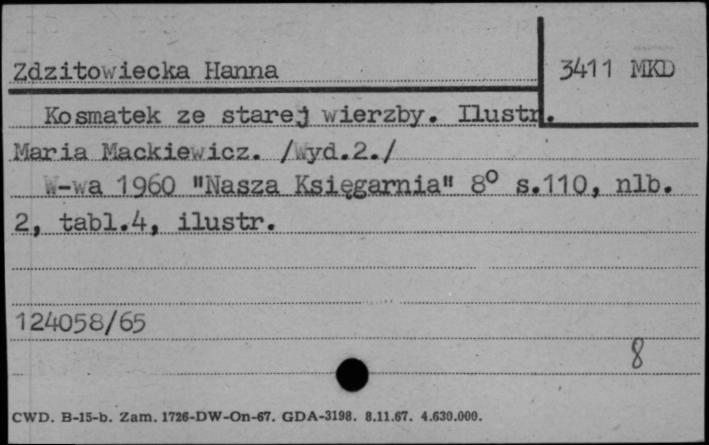 Zdzitowiecka Hanna
3411 MKD
Kosmatek ze starej wierzby. Ilustr.
Maria Mackiewicz. /Wyd.2./
W-wa 1960 "Nasza Księgarnia" 8° s.110, nlb.
2, tabl.4, ilustr.
124058/65
8
CWD. B-15-b. Zam. 1726-DW-On-67. GDA-3198. 8.11.67. 4.630.000.